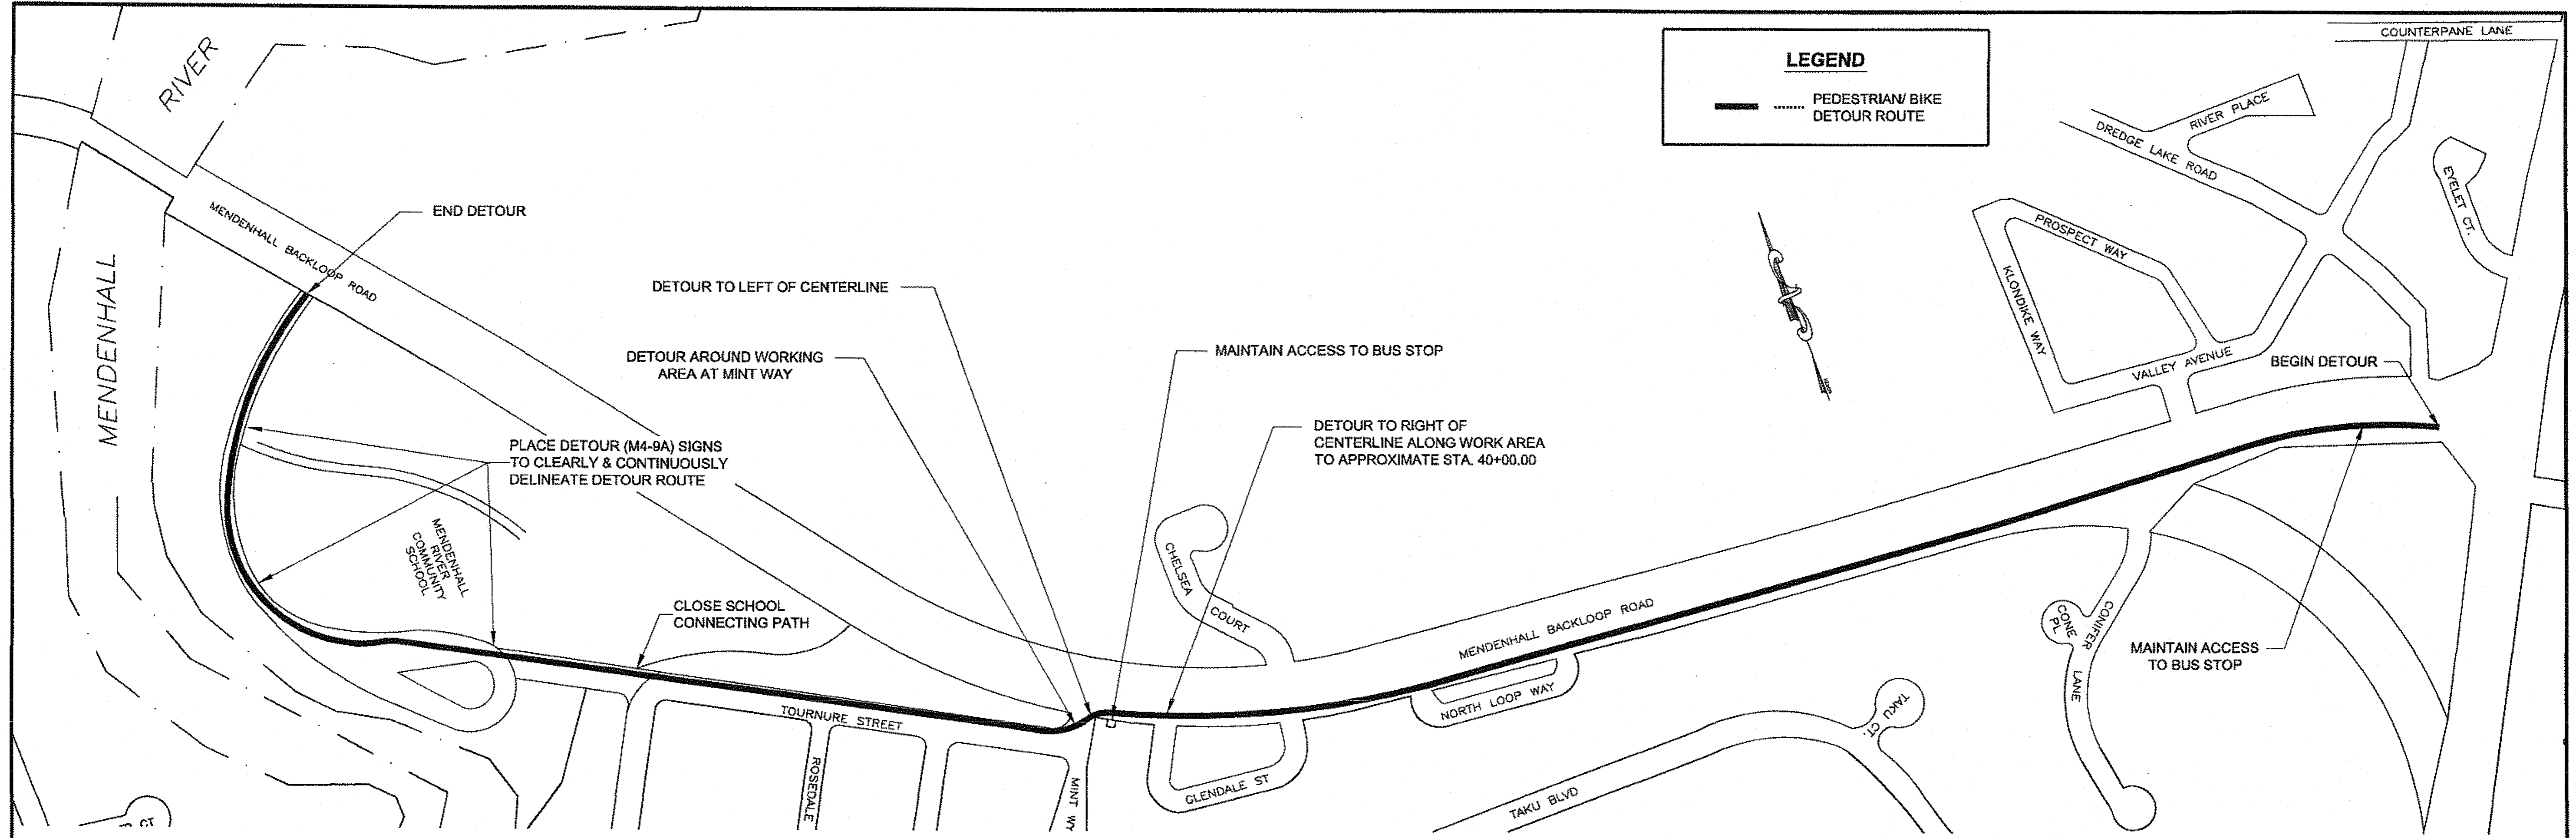 RIVER
MENDENHALL
MENDENHALL BACKLOOP ROAD
END DETOUR
DETOUR TO LEFT OF CENTERLINE
DETOUR AROUND WORKING
AREA AT MINT WAY
PLACE DETOUR (M4-9A) SIGNS
TO CLEARLY & CONTINUOUSLY
DELINEATE DETOUR ROUTE
MENDENHALL
RIVER
COMMUNITY
SCHOOL
CLOSE SCHOOL
CONNECTING PATH
TOURNURE STREET
ROSEDALE
MINT WY
CT
MAINTAIN ACCESS TO BUS STOP
DETOUR TO RIGHT OF
CENTERLINE ALONG WORK AREA
TO APPROXIMATE STA. 40+00.00
CHELSEA
COURT
GLENDALE ST
NORTH LOOP WAY
MENDENHALL BACKLOOP ROAD
TAKU BLVD
TAKU CT.
CONE
PL
CONIFER
LANE
MAINTAIN ACCESS
TO BUS STOP
BEGIN DETOUR
VALLEY AVENUE
KLONDIKE WAY
PROSPECT WAY
DREDGE LAKE ROAD
RIVER PLACE
EYELET CT.
COUNTERPANE LANE
LEGEND
PEDESTRIAN/ BIKE
DETOUR ROUTE